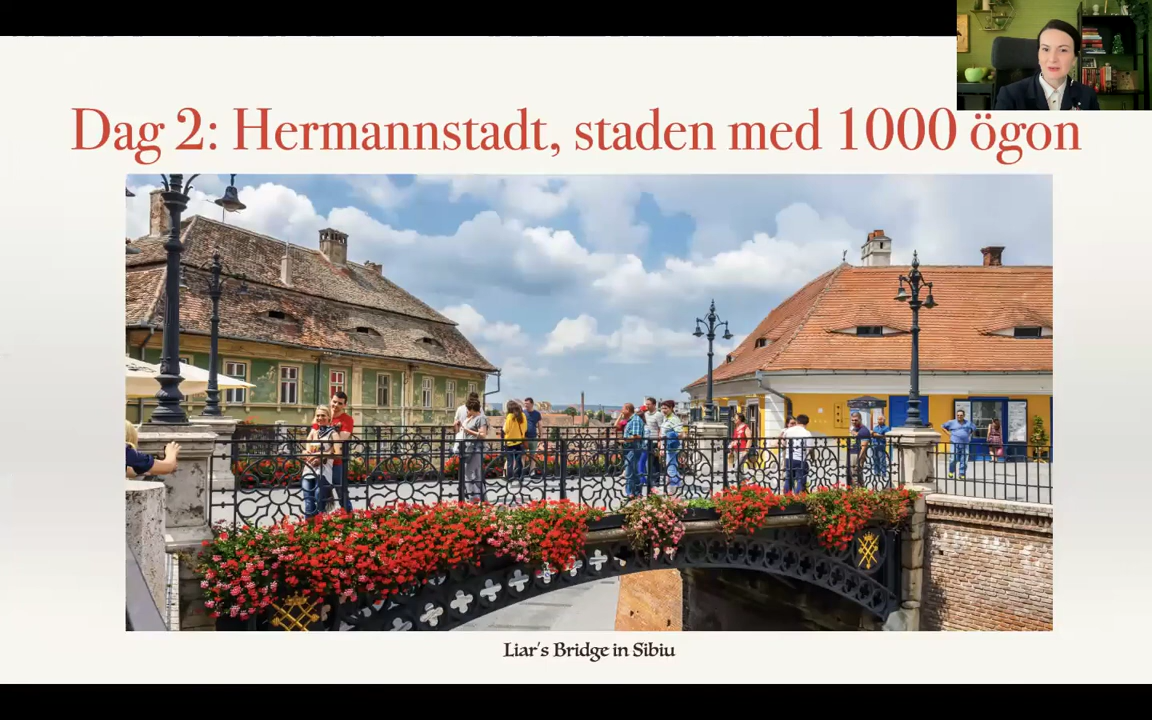 Dag 2: Hermannstadt, staden med 1000 ögon
Liar's Bridge in Sibiu